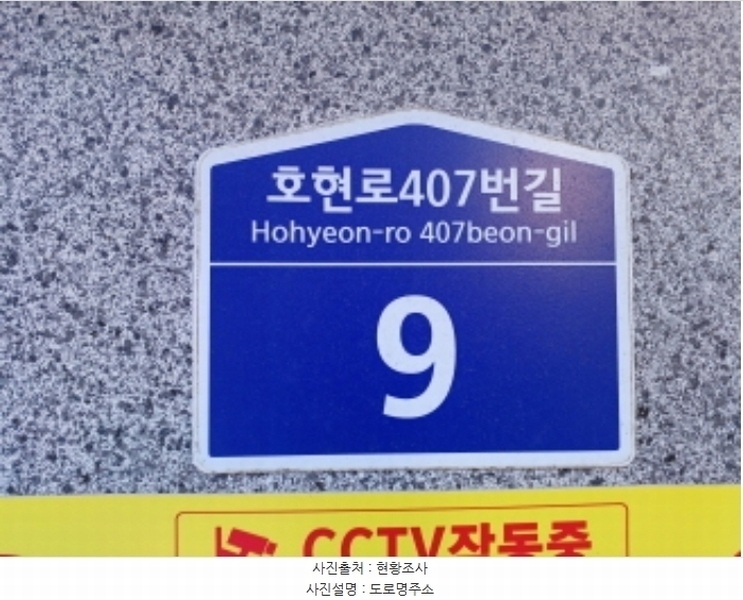 호현로407번길
Hohyeon-ro 407beon-gil
9
CCTV작동중
사진출처 : 현황조사
사진설명 : 도로명주소